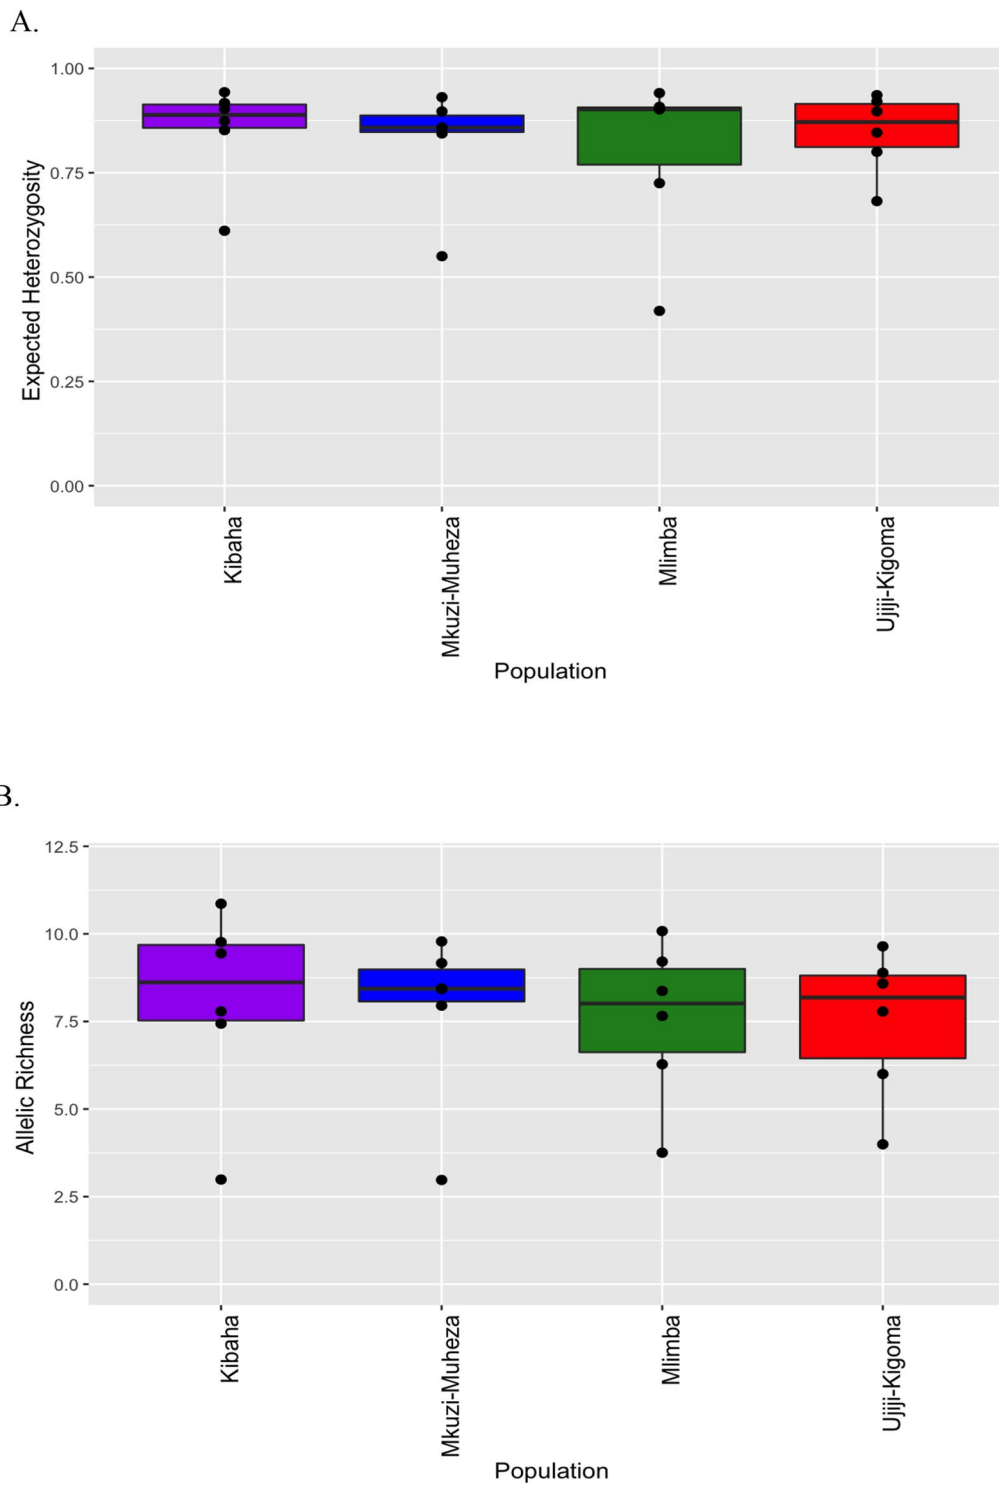 A.
1.00
0.75
0.50
0.25
0.00
Expected Heterozygosity
Kibaha
Mkuzi-Muheza
Mlimba
Ujiji-Kigoma
Population
B.
12.5
10.0
7.5
5.0
2.5
0.0
Allelic Richness
Kibaha
Mkuzi-Muheza
Mlimba
Ujiji-Kigoma
Population